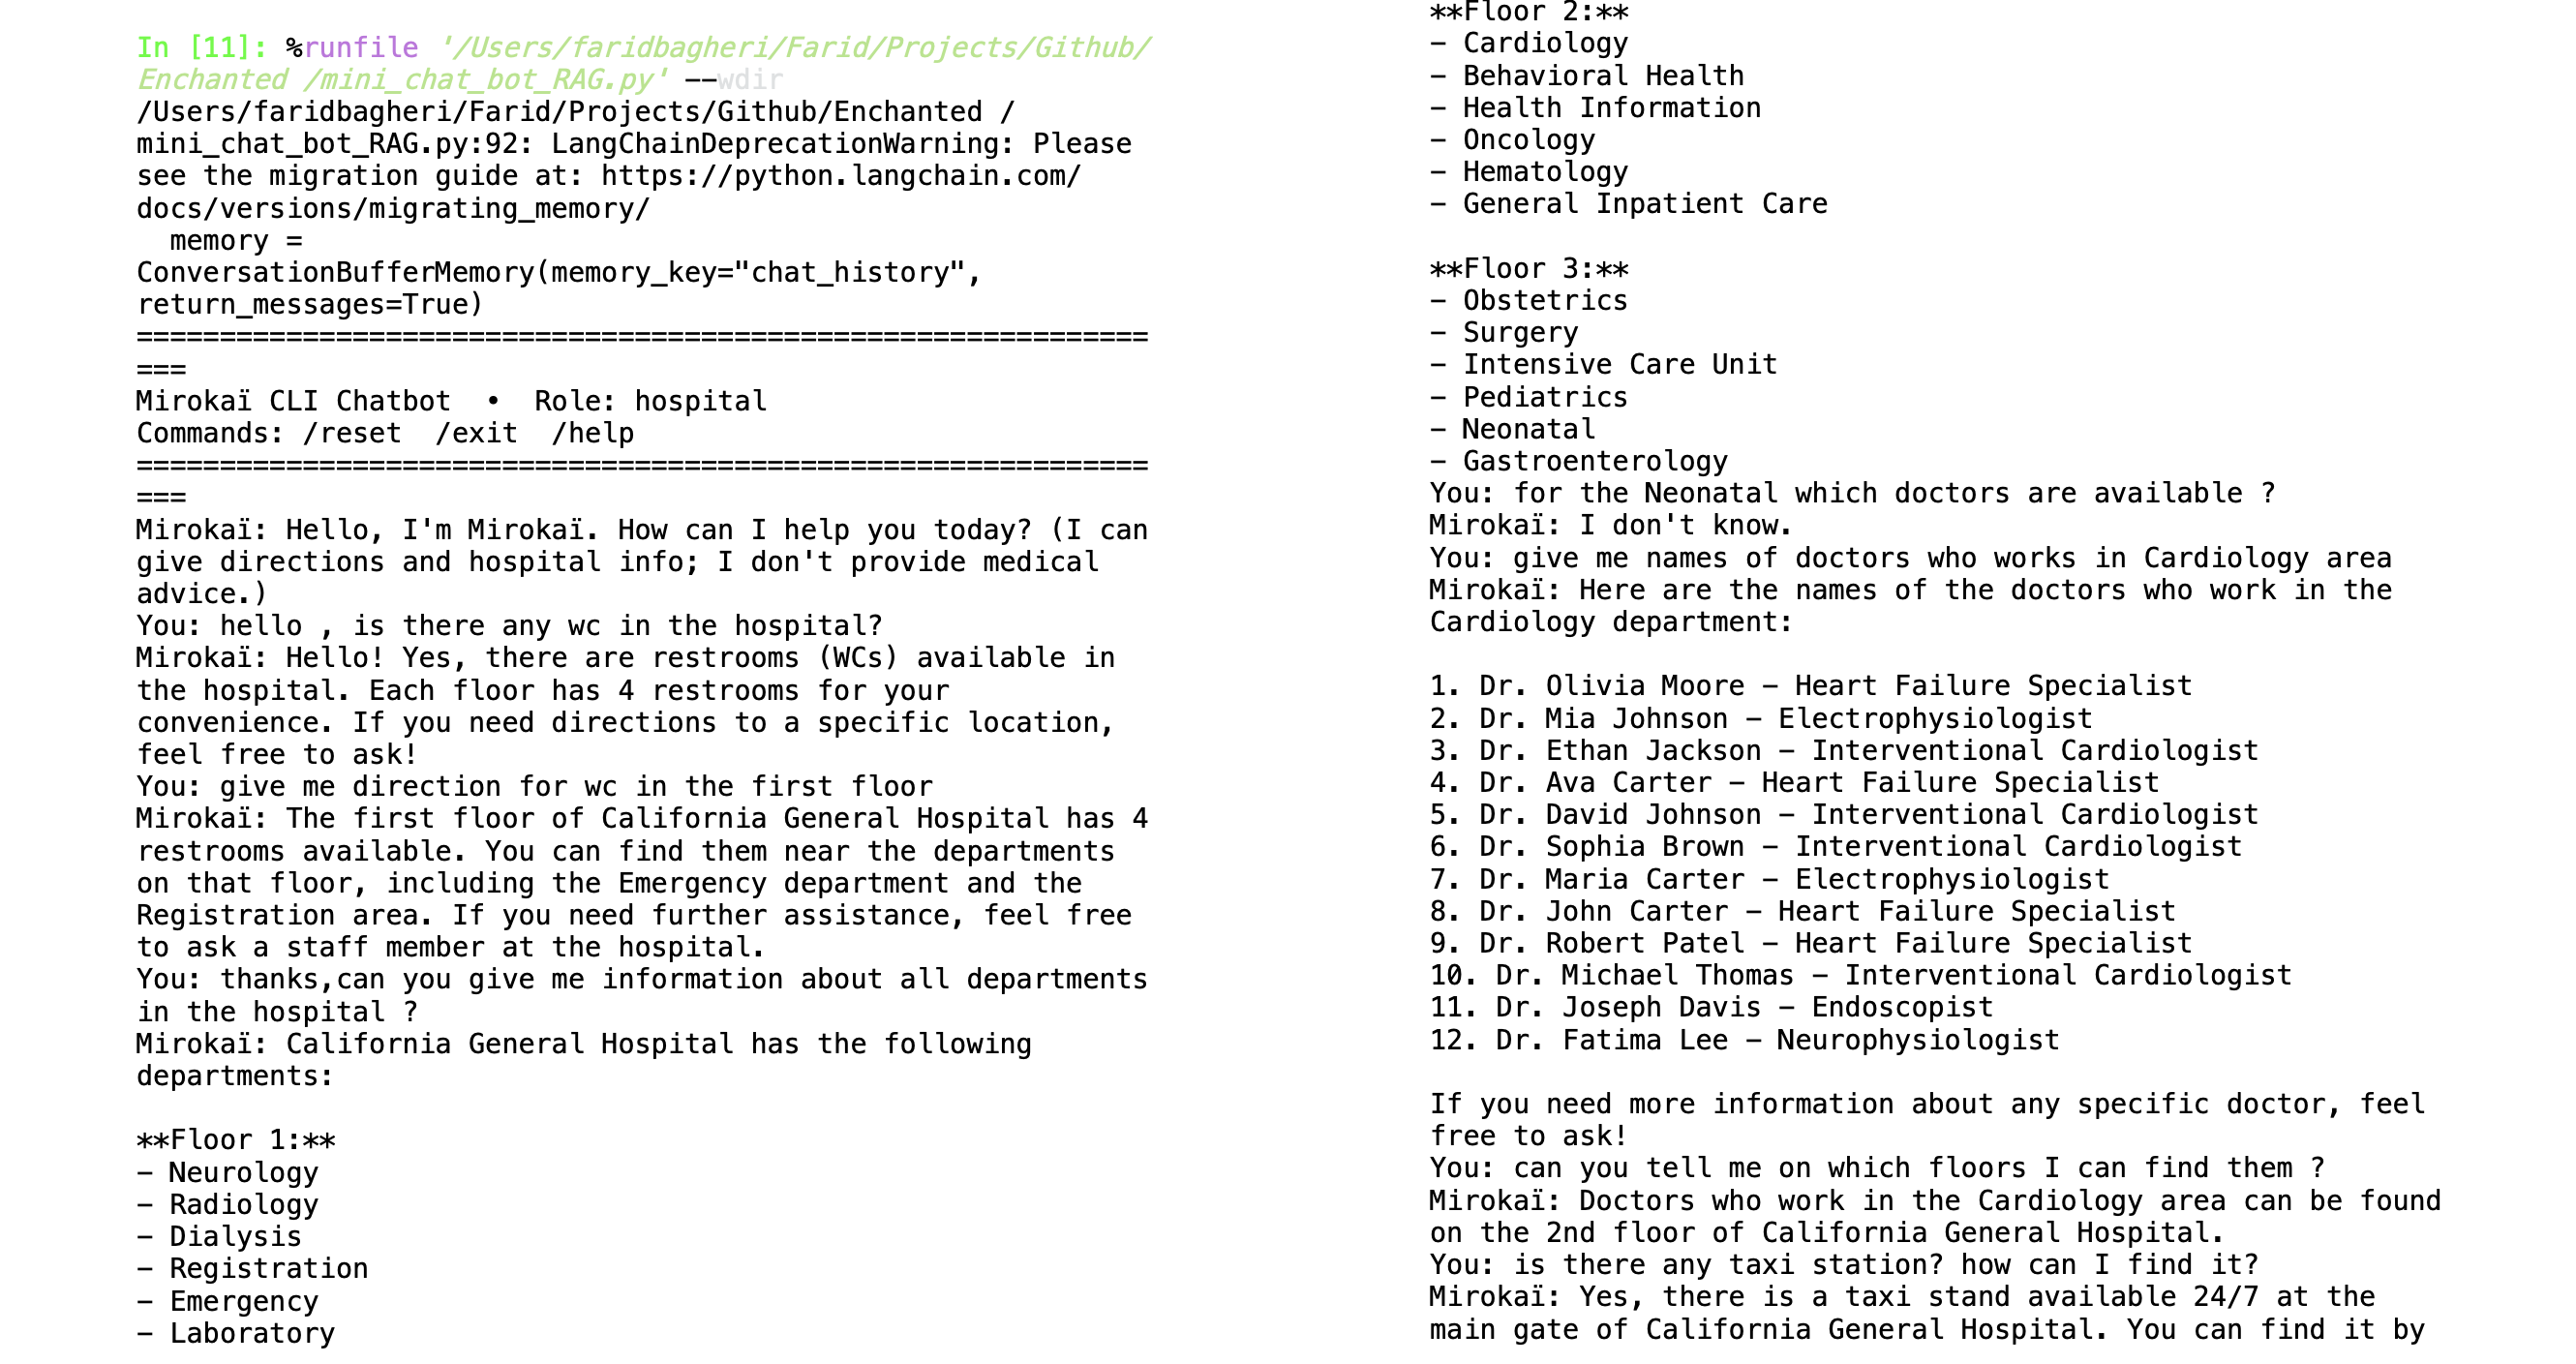 In [11]: %runfile '/Users/faridbagheri/Farid/Projects/Github/
Enchanted /mini_chat_bot_RAG.py' --wdir
/Users/faridbagheri/Farid/Projects/Github/Enchanted /
mini_chat_bot_RAG.py:92: LangChainDeprecationWarning: Please
see the migration guide at: https://python.langchain.com/
docs/versions/migrating_memory/
  memory =
ConversationBufferMemory(memory_key="chat_history",
return_messages=True)
=============================================================
===
Mirokaï CLI Chatbot  •  Role: hospital
Commands: /reset  /exit  /help
=============================================================
===
Mirokaï: Hello, I'm Mirokaï. How can I help you today? (I can
give directions and hospital info; I don't provide medical
advice.)
You: hello , is there any wc in the hospital?
Mirokaï: Hello! Yes, there are restrooms (WCs) available in
the hospital. Each floor has 4 restrooms for your
convenience. If you need directions to a specific location,
feel free to ask!
You: give me direction for wc in the first floor
Mirokaï: The first floor of California General Hospital has 4
restrooms available. You can find them near the departments
on that floor, including the Emergency department and the
Registration area. If you need further assistance, feel free
to ask a staff member at the hospital.
You: thanks,can you give me information about all departments
in the hospital ?
Mirokaï: California General Hospital has the following
departments:

**Floor 1:**
- Neurology
- Radiology
- Dialysis
- Registration
- Emergency
- Laboratory
**Floor 2:**
- Cardiology
- Behavioral Health
- Health Information
- Oncology
- Hematology
- General Inpatient Care

**Floor 3:**
- Obstetrics
- Surgery
- Intensive Care Unit
- Pediatrics
- Neonatal
- Gastroenterology
You: for the Neonatal which doctors are available ?
Mirokaï: I don't know.
You: give me names of doctors who works in Cardiology area
Mirokaï: Here are the names of the doctors who work in the
Cardiology department:

1. Dr. Olivia Moore – Heart Failure Specialist
2. Dr. Mia Johnson – Electrophysiologist
3. Dr. Ethan Jackson – Interventional Cardiologist
4. Dr. Ava Carter – Heart Failure Specialist
5. Dr. David Johnson – Interventional Cardiologist
6. Dr. Sophia Brown – Interventional Cardiologist
7. Dr. Maria Carter – Electrophysiologist
8. Dr. John Carter – Heart Failure Specialist
9. Dr. Robert Patel – Heart Failure Specialist
10. Dr. Michael Thomas – Interventional Cardiologist
11. Dr. Joseph Davis – Endoscopist
12. Dr. Fatima Lee – Neurophysiologist

If you need more information about any specific doctor, feel
free to ask!
You: can you tell me on which floors I can find them ?
Mirokaï: Doctors who work in the Cardiology area can be found
on the 2nd floor of California General Hospital.
You: is there any taxi station? how can I find it?
Mirokaï: Yes, there is a taxi stand available 24/7 at the
main gate of California General Hospital. You can find it by